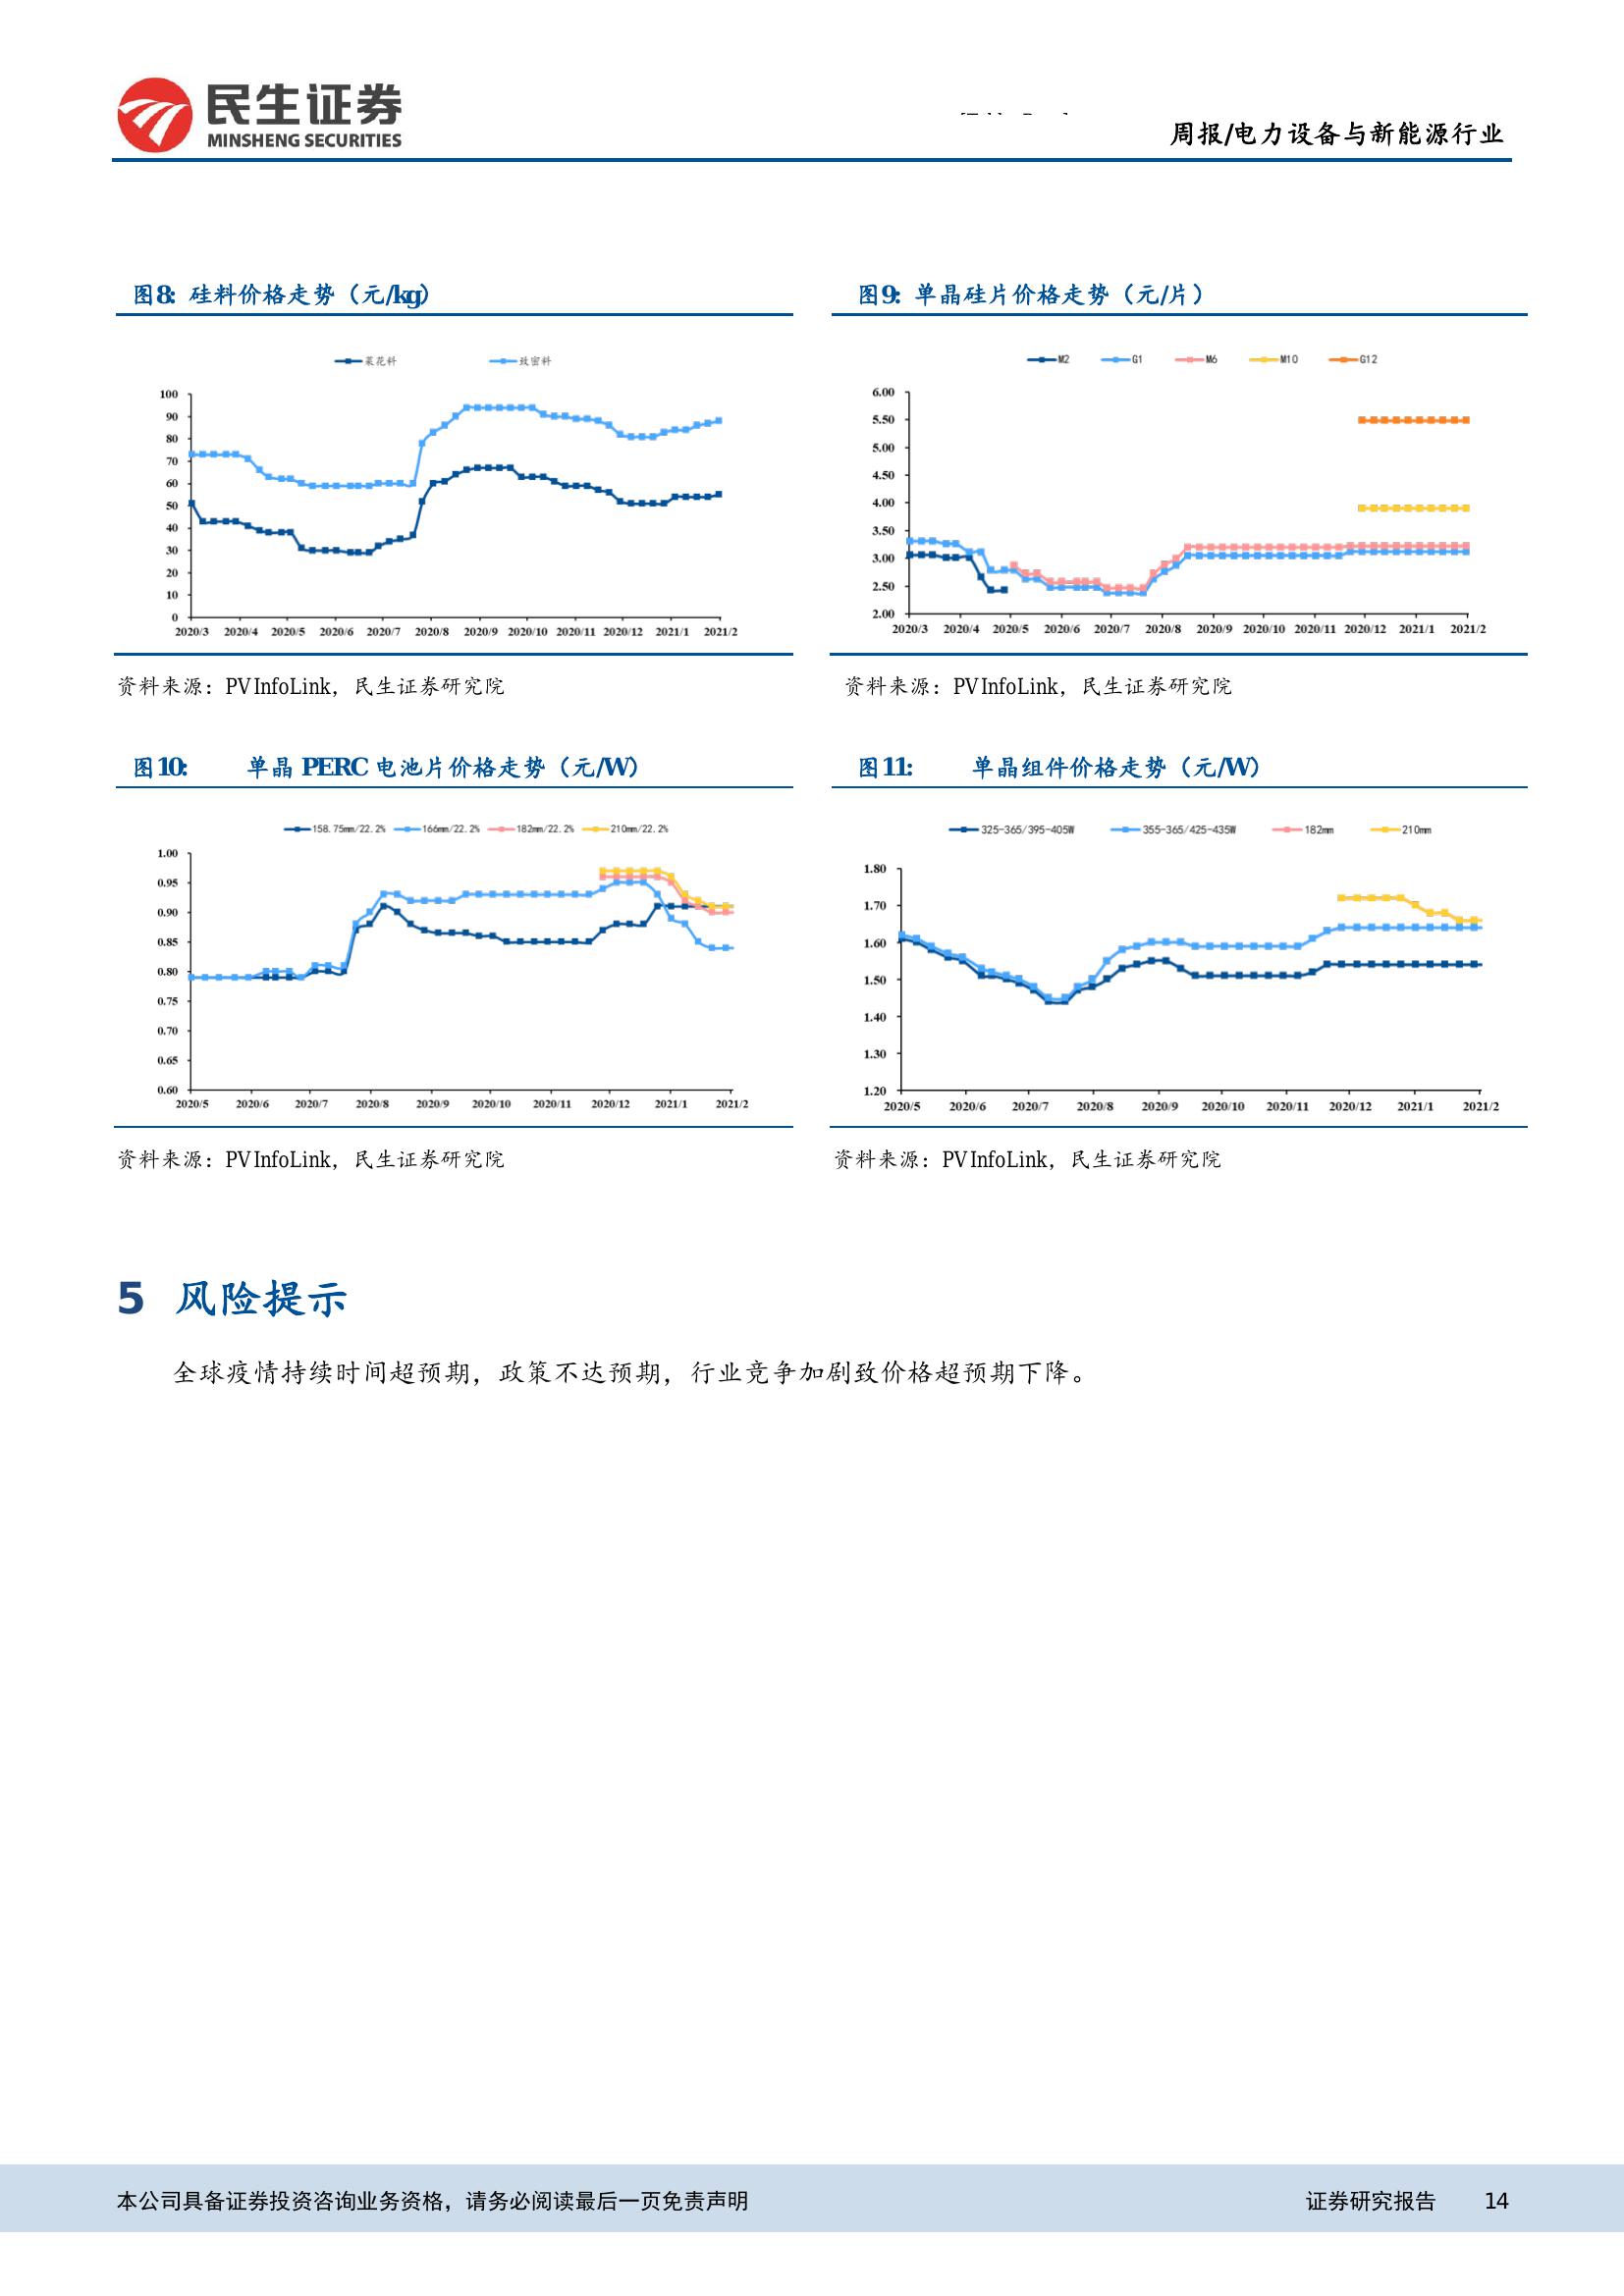 民生证券
MINSHENG SECURITIES
周报/电力设备与新能源行业
图8: 硅料价格走势（元/kg）
菜花料 致密料
100
90
80
70
60
50
40
30
20
10
0
2020/3 2020/4 2020/5 2020/6 2020/7 2020/8 2020/9 2020/10 2020/11 2020/12 2021/1 2021/2
资料来源：PVInfoLink，民生证券研究院
图9: 单晶硅片价格走势（元/片）
M2 G1 M6 M10 G12
6.00
5.50
5.00
4.50
4.00
3.50
3.00
2.50
2.00
2020/3 2020/4 2020/5 2020/6 2020/7 2020/8 2020/9 2020/10 2020/11 2020/12 2021/1 2021/2
资料来源：PVInfoLink，民生证券研究院
图10: 单晶 PERC 电池片价格走势（元/W）
158.75mm/22.2% 166mm/22.2% 182mm/22.2% 210mm/22.2%
1.00
0.95
0.90
0.85
0.80
0.75
0.70
0.65
0.60
2020/5 2020/6 2020/7 2020/8 2020/9 2020/10 2020/11 2020/12 2021/1 2021/2
资料来源：PVInfoLink，民生证券研究院
图11: 单晶组件价格走势（元/W）
325-365/395-405W 355-365/425-435W 182mm 210mm
1.80
1.70
1.60
1.50
1.40
1.30
1.20
2020/5 2020/6 2020/7 2020/8 2020/9 2020/10 2020/11 2020/12 2021/1 2021/2
资料来源：PVInfoLink，民生证券研究院
5 风险提示
全球疫情持续时间超预期，政策不达预期，行业竞争加剧致价格超预期下降。
本公司具备证券投资咨询业务资格，请务必阅读最后一页免责声明 证券研究报告 14